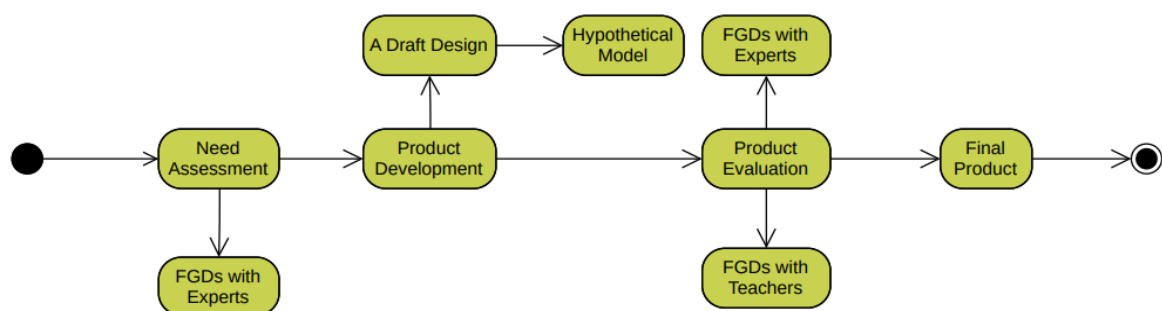 A Draft Design
Hypothetical
Model
FGDs with
Experts
Need
Assessment
Product
Development
Product
Evaluation
Final
Product
FGDs with
Experts
FGDs with
Teachers